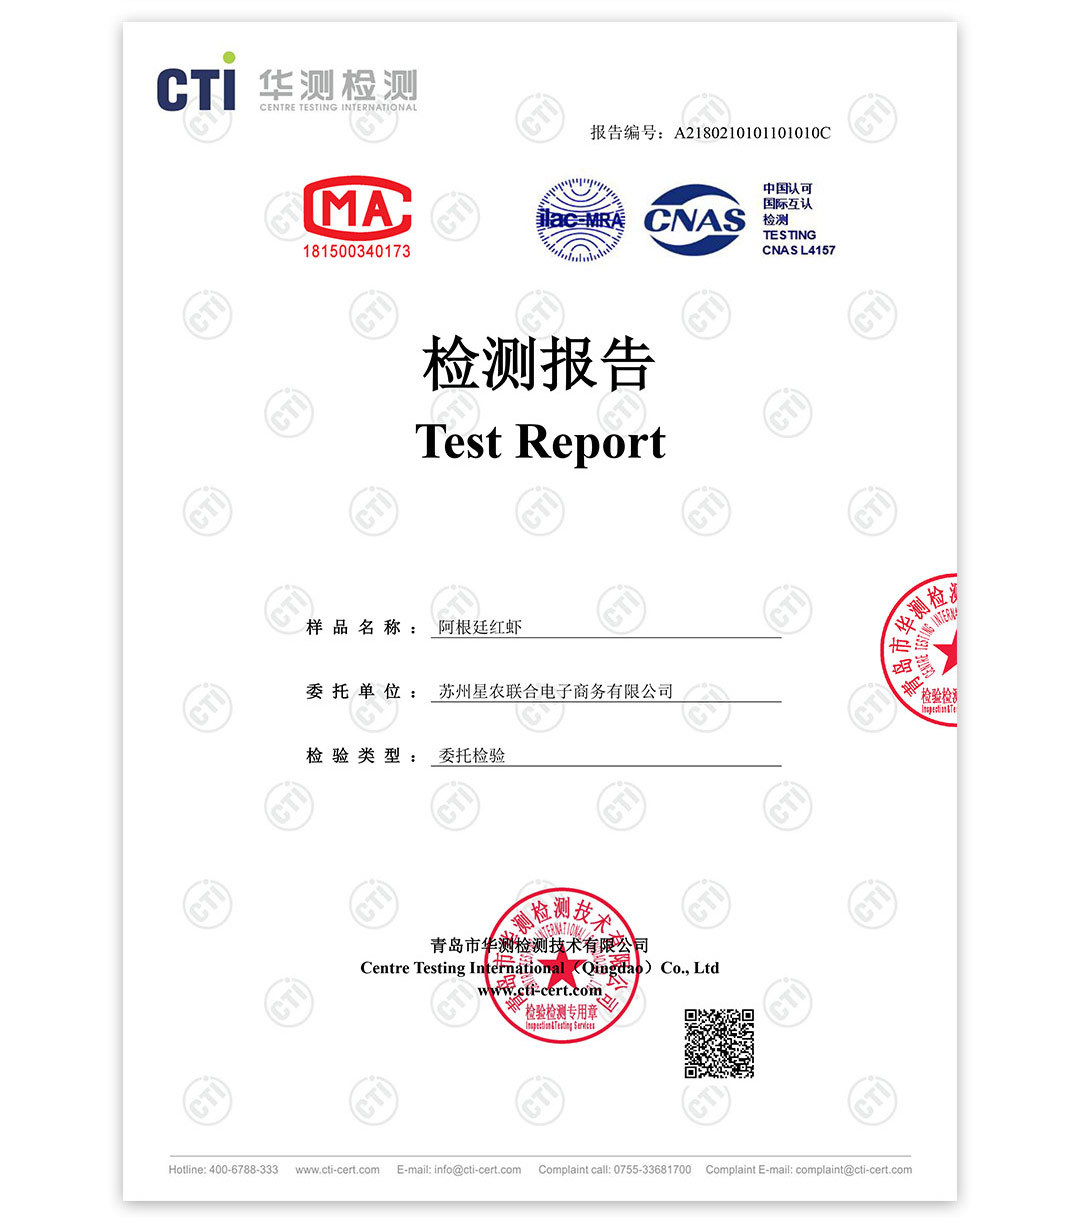 CTI 华测检测
CENTRE TESTING INTERNATIONAL
报告编号：A2180210101101010C
MA
181500340173
ilac-MRA
CNAS
中国认可
国际互认
检测
TESTING
CNAS L4157
检测报告
Test Report
样品名称：阿根廷红虾
委托单位：苏州星农联合电子商务有限公司
检验类型：委托检验
青岛市华测检测技术有限公司
Centre Testing International（Qingdao）Co., Ltd
www.cti-cert.com
青岛市华测检测技术有限公司
检验检测专用章
Inspection&Testing Services
青岛市华测检测
CENTRE TESTING INTERNA
检验检测
Inspection&Te
Hotline: 400-6788-333 www.cti-cert.com E-mail: info@cti-cert.com Complaint call: 0755-33681700 Complaint E-mail: complaint@cti-cert.com